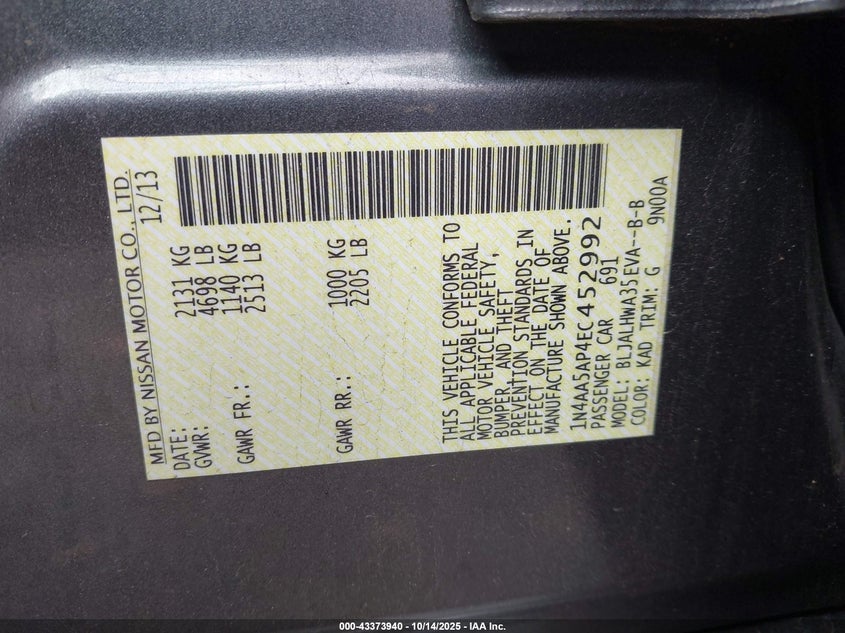 MFD BY NISSAN MOTOR CO., LTD.
DATE: 12/13
GVWR: 2131 KG
4698 LB
GAWR FR.: 1140 KG
2513 LB
GAWR RR.: 1000 KG
2205 LB
THIS VEHICLE CONFORMS TO
ALL APPLICABLE FEDERAL
MOTOR VEHICLE SAFETY,
BUMPER, AND THEFT
PREVENTION STANDARDS IN
EFFECT ON THE DATE OF
MANUFACTURE SHOWN ABOVE.
1N4AA5AP4EC452992
PASSENGER CAR 691
MODEL: BLJALHWA35EVA--B-B
COLOR: KAD TRIM: G 9N00A
000-43373940 - 10/14/2025 - IAA Inc.